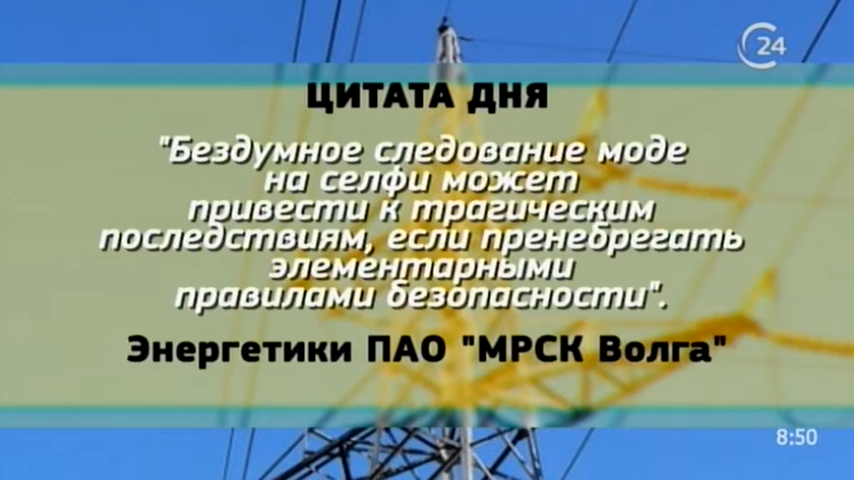 С 24
ЦИТАТА ДНЯ
"Бездумное следование моде
на селфи может
привести к трагическим
последствиям, если пренебрегать
элементарными
правилами безопасности".
Энергетики ПАО "МРСК Волга"
8:50